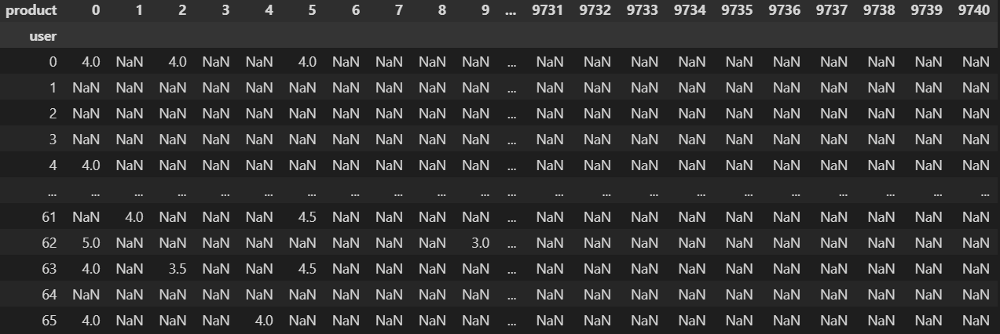 product 0 1 2 3 4 5 6 7 8 9 ... 9731 9732 9733 9734 9735 9736 9737 9738 9739 9740
user
0 4.0 NaN 4.0 NaN NaN 4.0 NaN NaN NaN NaN ... NaN NaN NaN NaN NaN NaN NaN NaN NaN NaN
1 NaN NaN NaN NaN NaN NaN NaN NaN NaN NaN ... NaN NaN NaN NaN NaN NaN NaN NaN NaN NaN
2 NaN NaN NaN NaN NaN NaN NaN NaN NaN NaN ... NaN NaN NaN NaN NaN NaN NaN NaN NaN NaN
3 NaN NaN NaN NaN NaN NaN NaN NaN NaN NaN ... NaN NaN NaN NaN NaN NaN NaN NaN NaN NaN
4 4.0 NaN NaN NaN NaN NaN NaN NaN NaN NaN ... NaN NaN NaN NaN NaN NaN NaN NaN NaN NaN
... ... ... ... ... ... ... ... ... ... ... ... ... ... ... ... ... ... ... ... ... ...
61 NaN 4.0 NaN NaN NaN 4.5 NaN NaN NaN NaN ... NaN NaN NaN NaN NaN NaN NaN NaN NaN NaN
62 5.0 NaN NaN NaN NaN NaN NaN NaN NaN 3.0 ... NaN NaN NaN NaN NaN NaN NaN NaN NaN NaN
63 4.0 NaN 3.5 NaN NaN 4.5 NaN NaN NaN NaN ... NaN NaN NaN NaN NaN NaN NaN NaN NaN NaN
64 NaN NaN NaN NaN NaN NaN NaN NaN NaN NaN ... NaN NaN NaN NaN NaN NaN NaN NaN NaN NaN
65 4.0 NaN NaN NaN 4.0 NaN NaN NaN NaN NaN ... NaN NaN NaN NaN NaN NaN NaN NaN NaN NaN